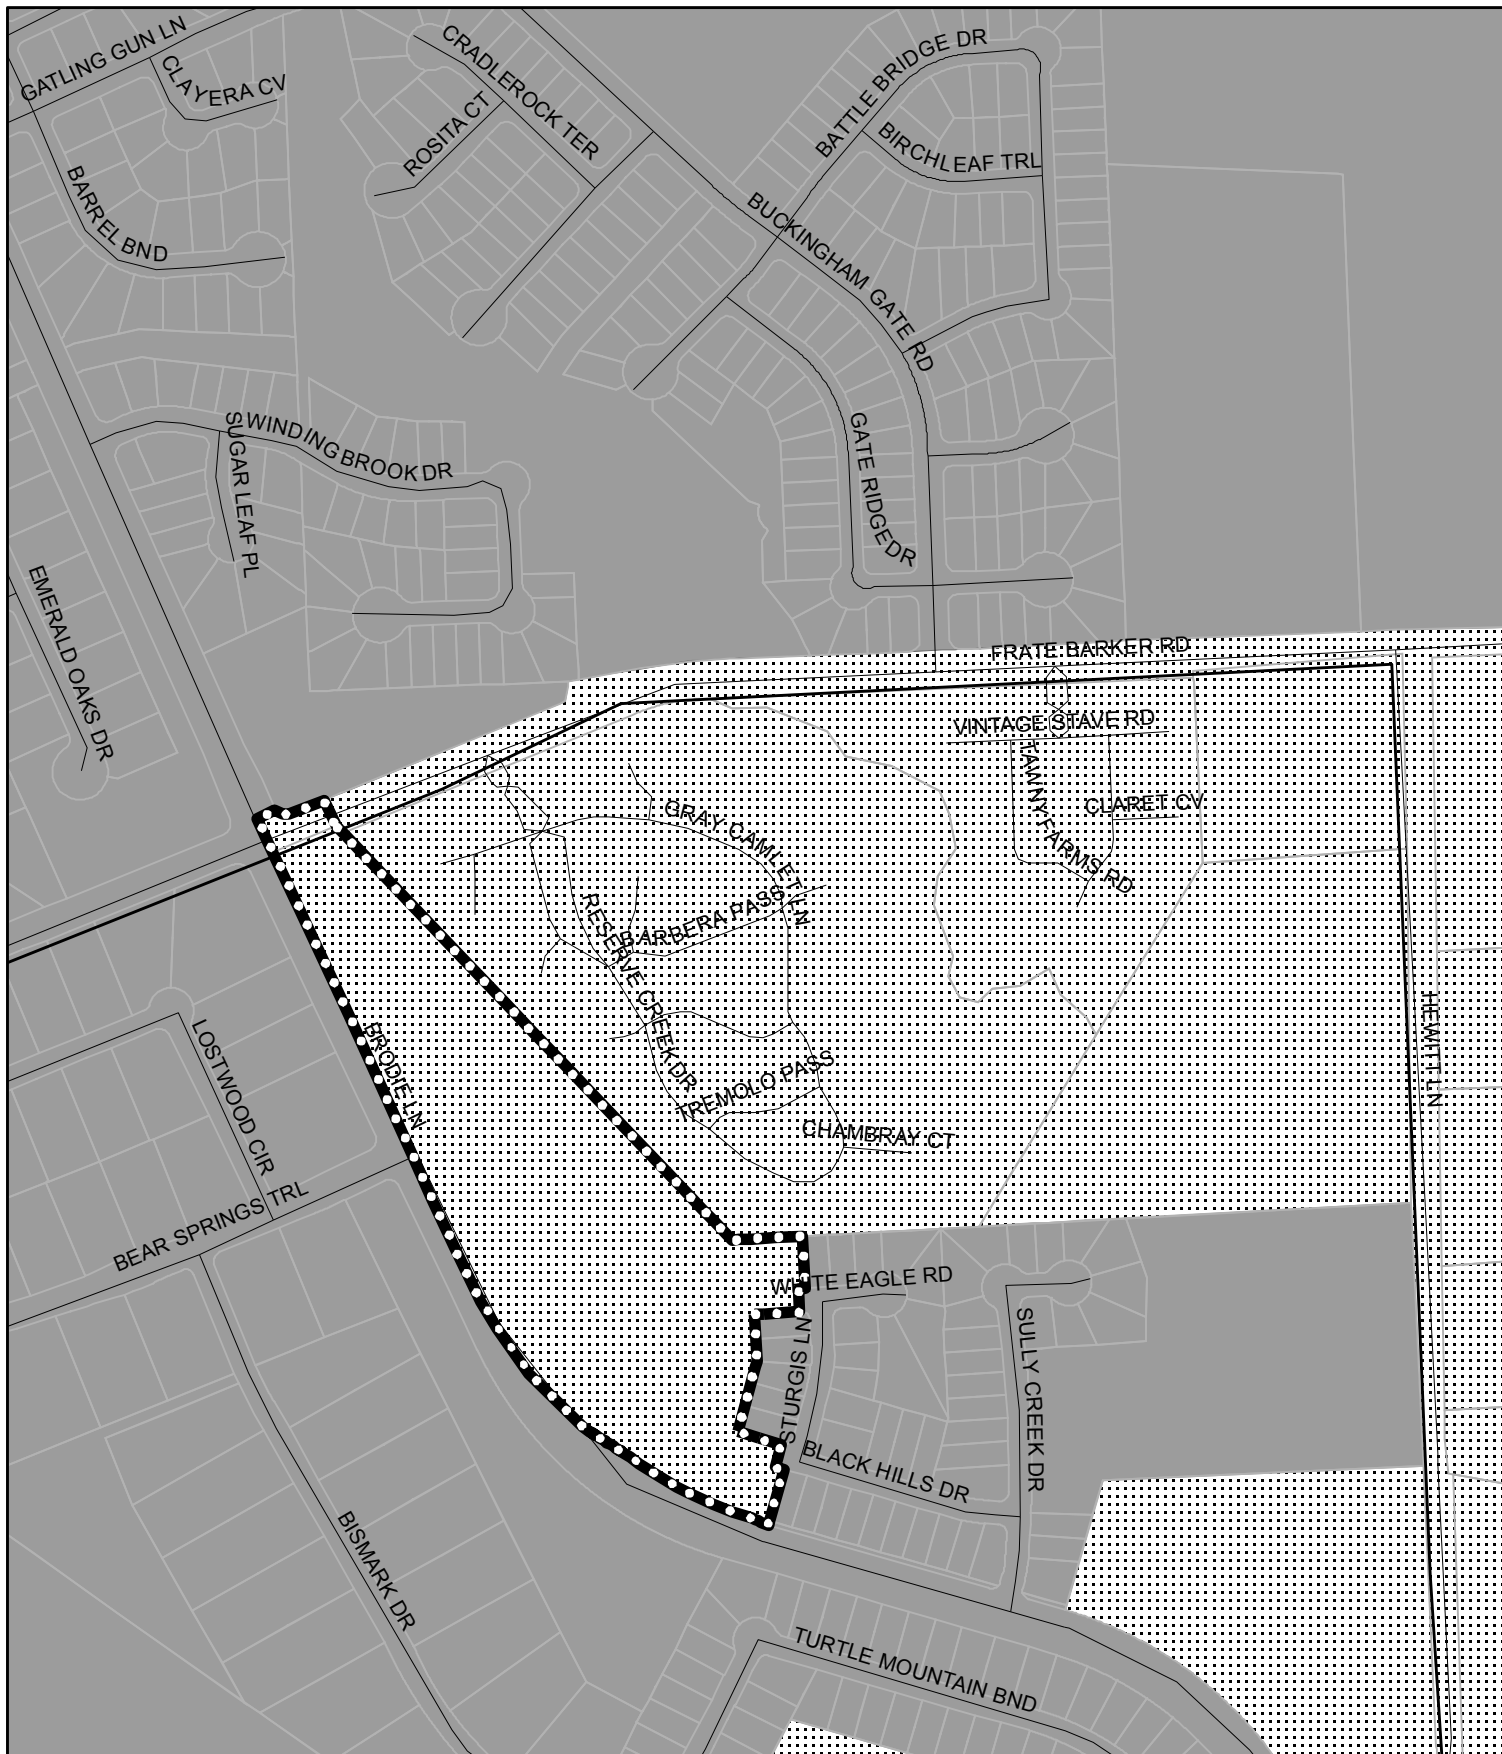 GATLING GUN LN
CLAYERA CV
CRADLEROCK TER
ROSITA CT
BATTLE BRIDGE DR
BIRCHLEAF TRL
BARREL BND
BUCKINGHAM GATE RD
WINDING BROOK DR
SUGAR LEAF PL
GATE RIDGE DR
EMERALD OAKS DR
FRATE BARKER RD
VINTAGE STAVE RD
TAWNY FARMS RD
CLARET CV
GRAY CAMLET LN
BARBERA PASS
RESERVE CREEK DR
BRODIE LN
LOSTWOOD CIR
TREMOLO PASS
CHAMBRAY CT
HEWITT LN
BEAR SPRINGS TRL
WHITE EAGLE RD
STURGIS LN
SULLY CREEK DR
BLACK HILLS DR
BISMARK DR
TURTLE MOUNTAIN BND